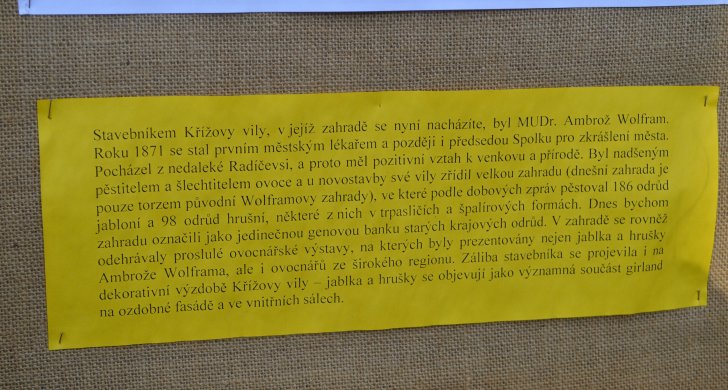 Stavebníkem Křížovy vily, v jejíž zahradě se nyní nacházíte, byl MUDr. Ambrož Wolfram.
Roku 1871 se stal prvním městským lékařem a později i předsedou Spolku pro zkrášlení města.
Pocházel z nedaleké Radíčevsi, a proto měl pozitivní vztah k venkovu a přírodě. Byl nadšeným
pěstitelem a šlechtitelem ovoce a u novostavby své vily zřídil velkou zahradu (dnešní zahrada je
pouze torzem původní Wolframovy zahrady), ve které podle dobových zpráv pěstoval 186 odrůd
jabloní a 98 odrůd hrušní, některé z nich v trpasličích a špalírových formách. Dnes bychom
zahradu označili jako jedinečnou genovou banku starých krajových odrůd. V zahradě se rovněž
odehrávaly proslulé ovocnářské výstavy, na kterých byly prezentovány nejen jablka a hrušky
Ambrože Wolframa, ale i ovocnářů ze širokého regionu. Záliba stavebníka se projevila i na
dekorativní výzdobě Křížovy vily – jablka a hrušky se objevují jako významná součást girland
na ozdobné fasádě a ve vnitřních sálech.